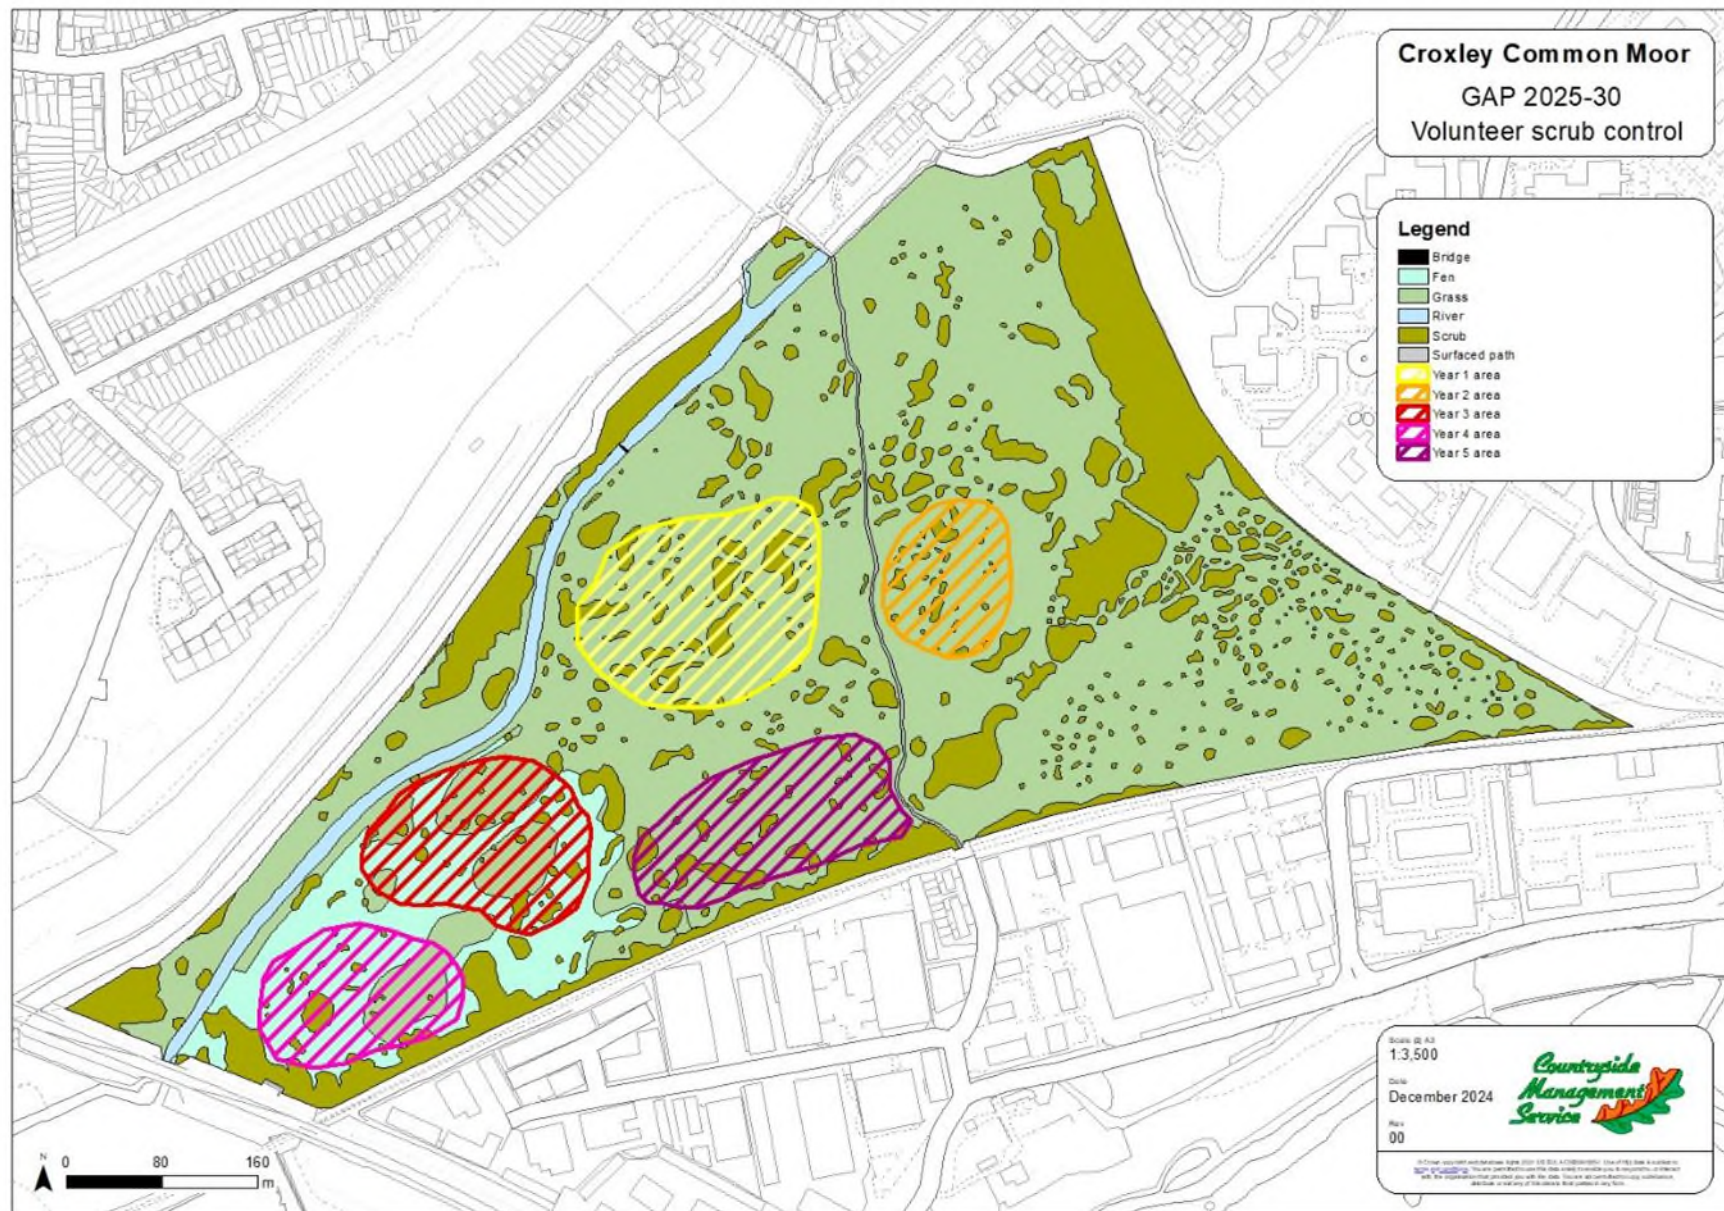 Croxley Common Moor
GAP 2025-30
Volunteer scrub control
Legend
Bridge
Fen
Grass
River
Scrub
Surfaced path
Year 1 area
Year 2 area
Year 3 area
Year 4 area
Year 5 area
Scale @ A3
1:3,500
Date
December 2024
Rev
00
Countryside
Management
Service
N
0 80 160
m